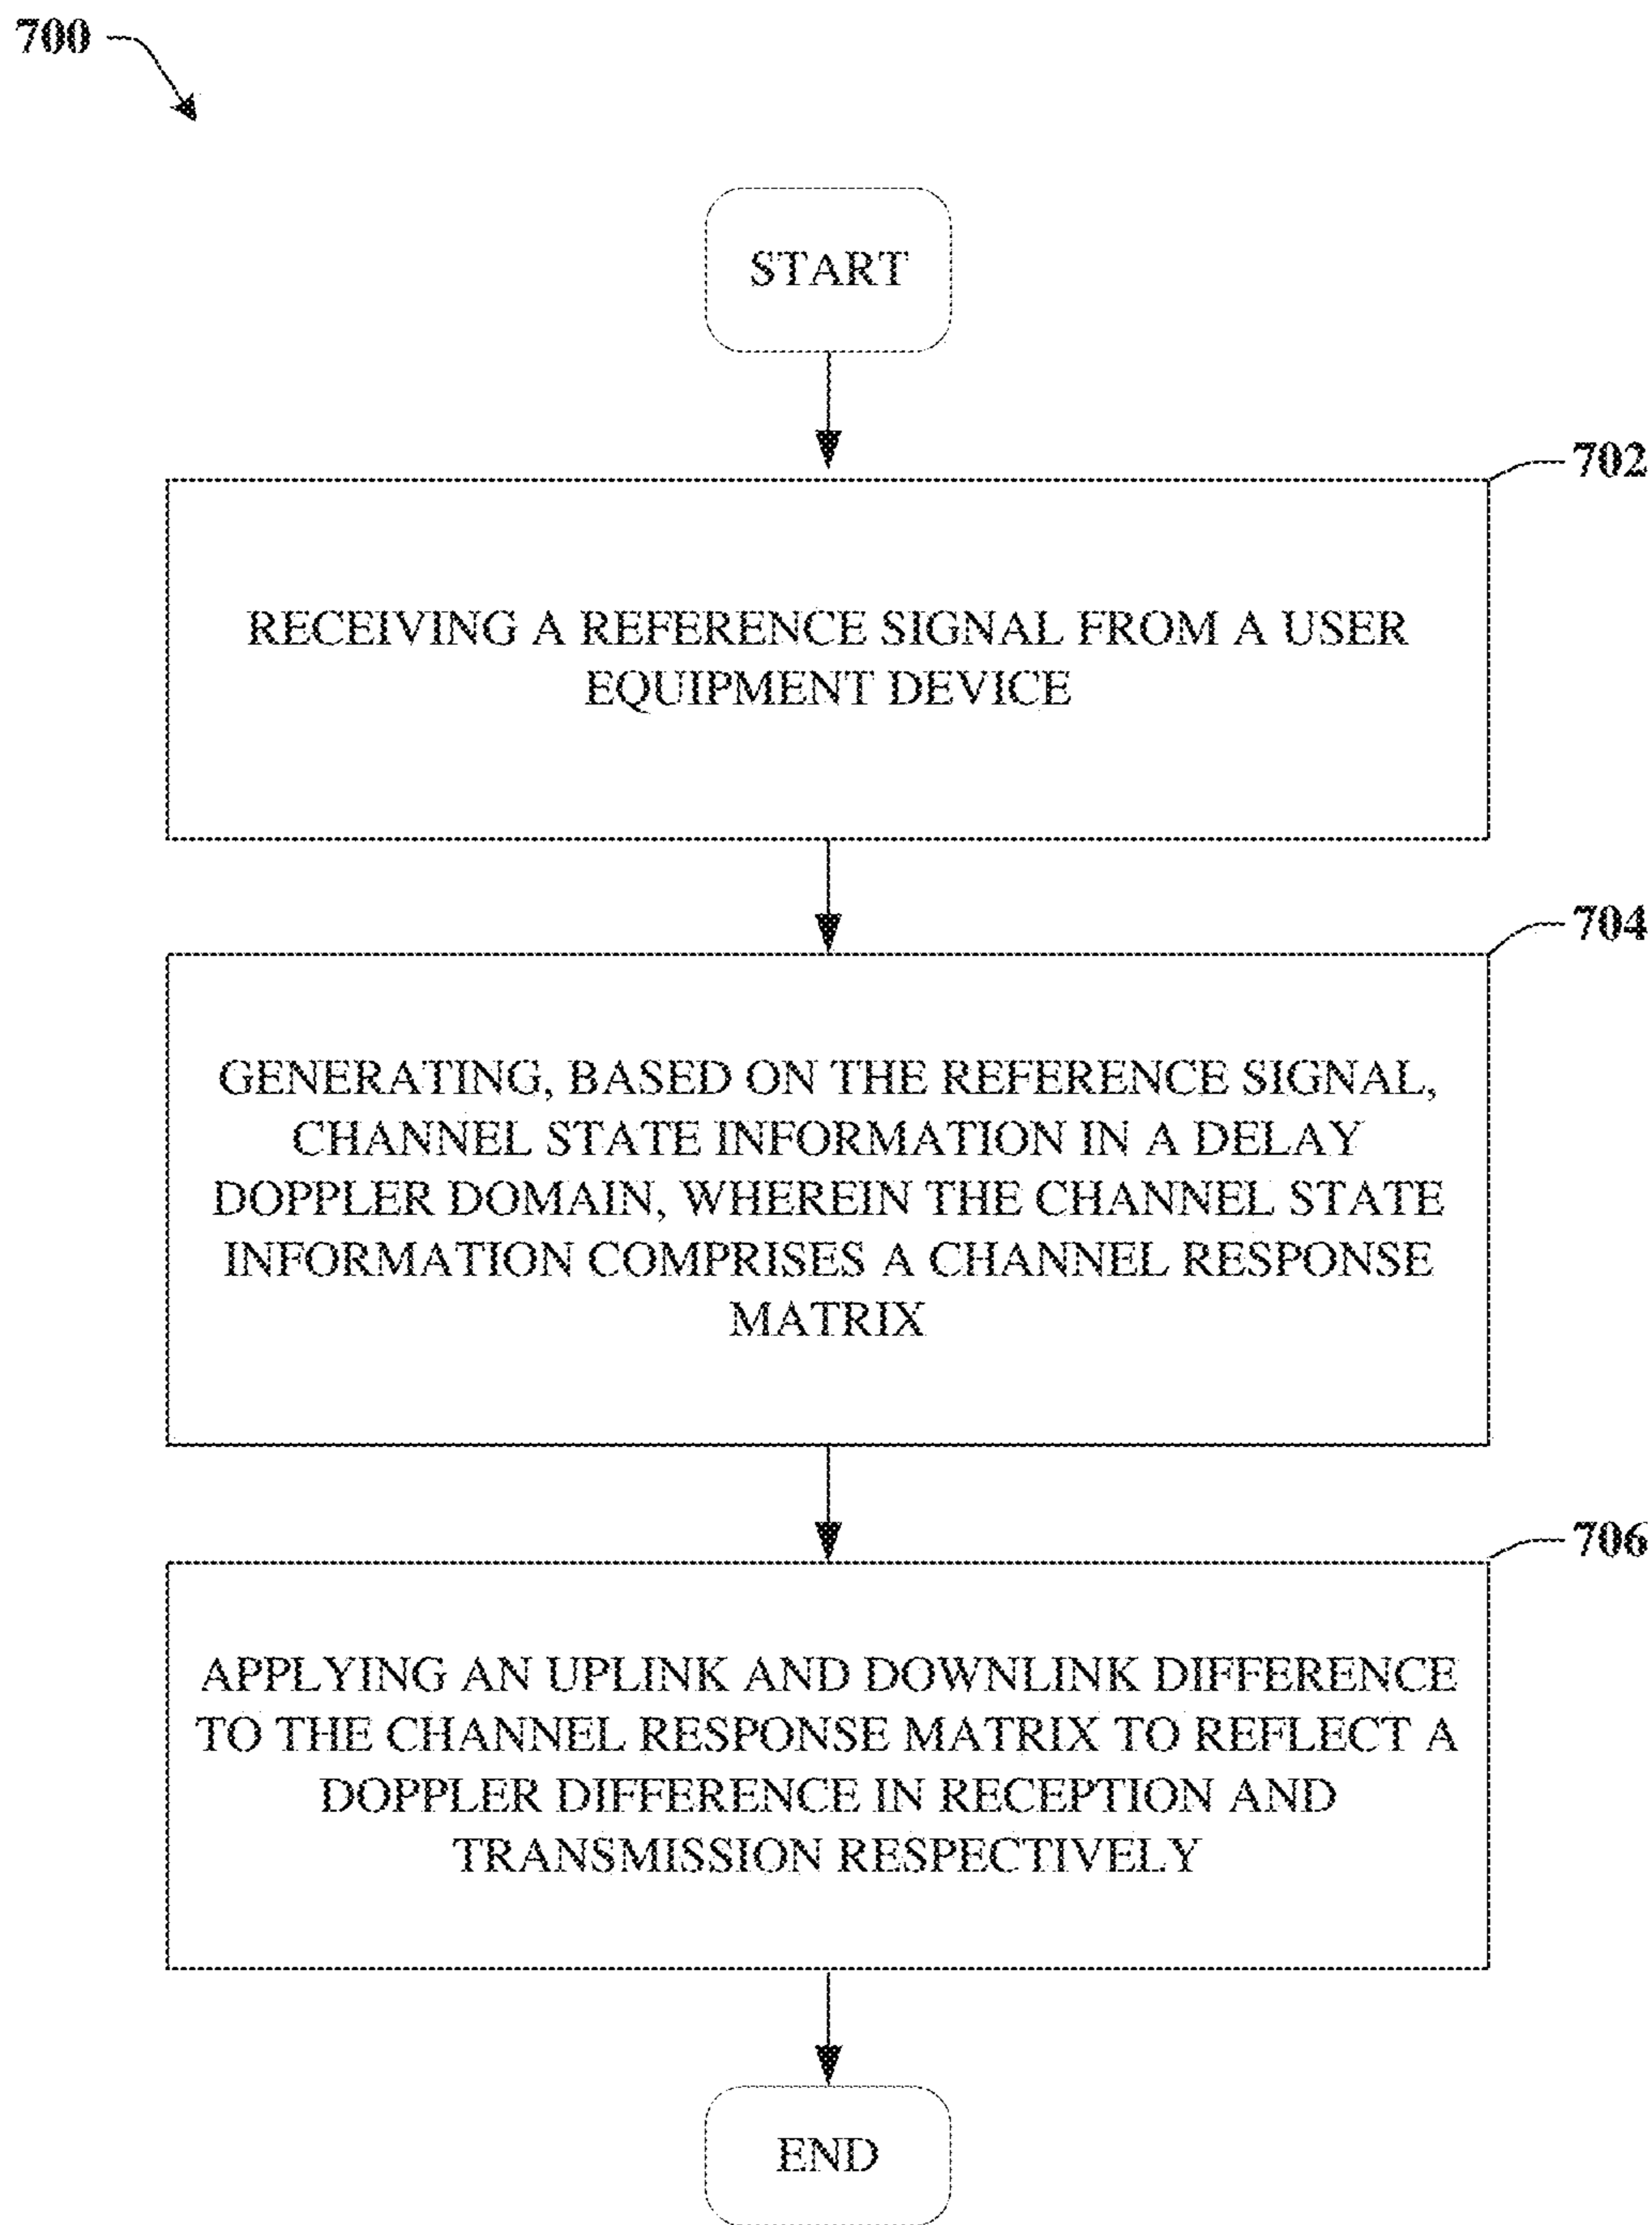 700
START
702
RECEIVING A REFERENCE SIGNAL FROM A USER
EQUIPMENT DEVICE
704
GENERATING, BASED ON THE REFERENCE SIGNAL,
CHANNEL STATE INFORMATION IN A DELAY
DOPPLER DOMAIN, WHEREIN THE CHANNEL STATE
INFORMATION COMPRISES A CHANNEL RESPONSE
MATRIX
706
APPLYING AN UPLINK AND DOWNLINK DIFFERENCE
TO THE CHANNEL RESPONSE MATRIX TO REFLECT A
DOPPLER DIFFERENCE IN RECEPTION AND
TRANSMISSION RESPECTIVELY
END